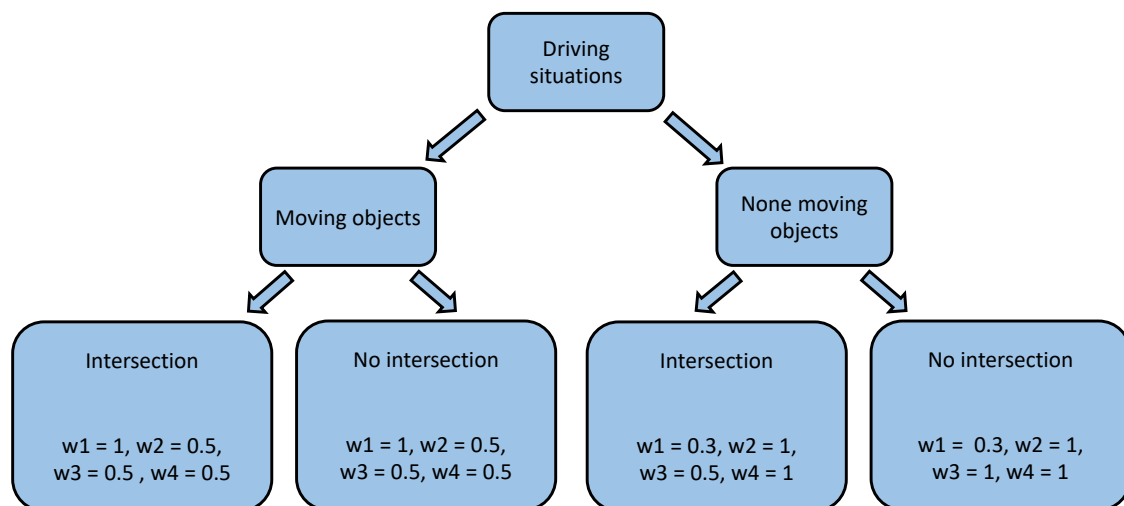 Driving
situations
Moving objects
None moving
objects
Intersection
w1 = 1, w2 = 0.5,
w3 = 0.5 , w4 = 0.5
No intersection
w1 = 1, w2 = 0.5,
w3 = 0.5, w4 = 0.5
Intersection
w1 = 0.3, w2 = 1,
w3 = 0.5, w4 = 1
No intersection
w1 =  0.3, w2 = 1,
w3 = 1, w4 = 1